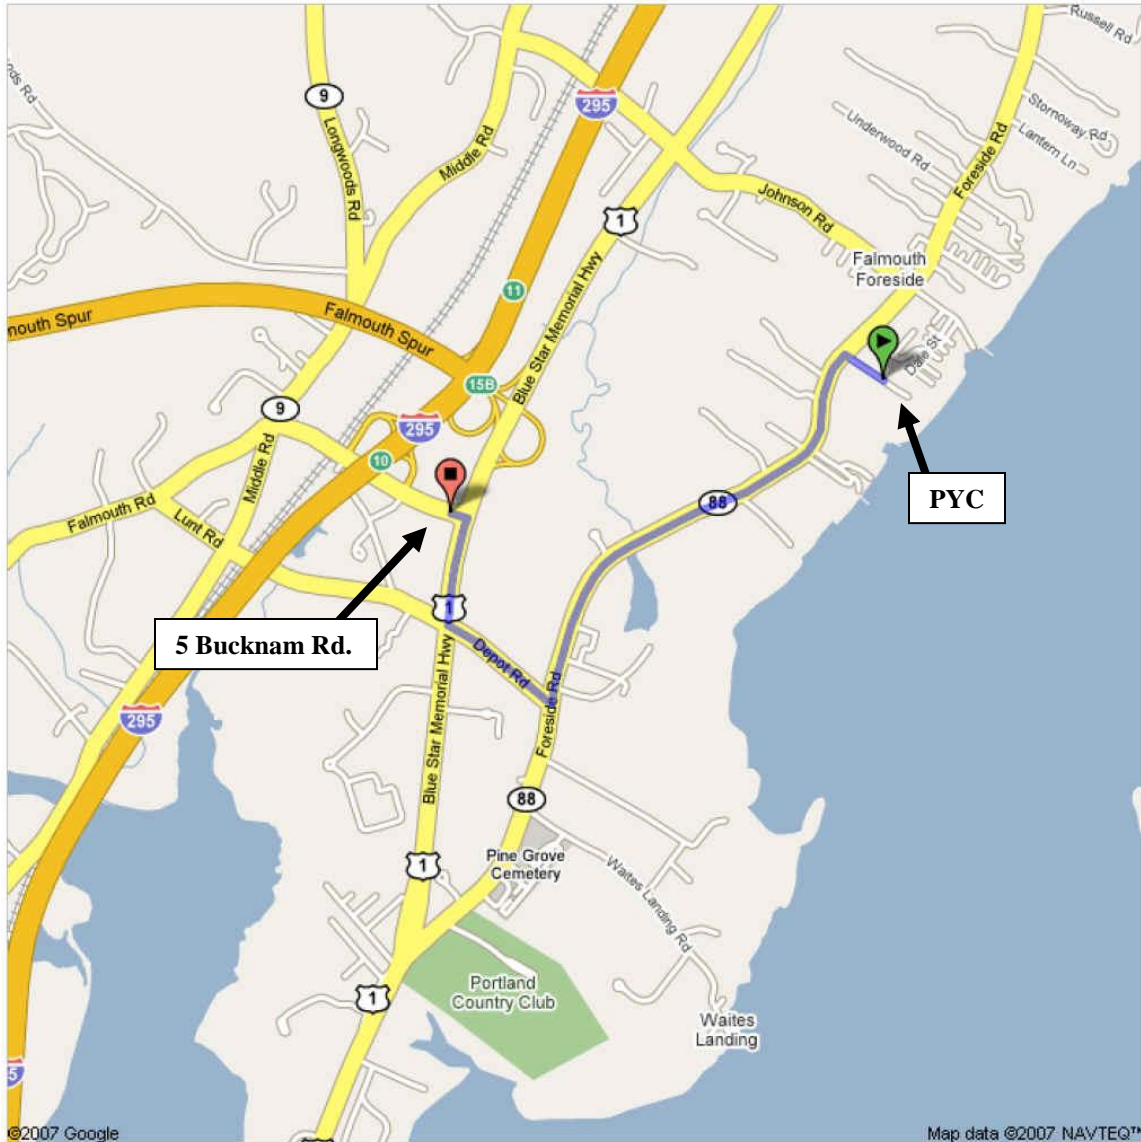 Russell Rd
ods Rd
9
295
Stornoway Rd
Longwoods Rd
Middle Rd
Underwood Rd
Lantern Ln
Foreside Rd
Johnson Rd
1
Falmouth
Foreside
Blue Star Memorial Hwy
11
mouth Spur
Falmouth Spur
Dale St
15B
9
295
10
Middle Rd
PYC
88
Falmouth Rd
Lunt Rd
1
5 Bucknam Rd.
Depot Rd
Foreside Rd
295
Blue Star Memorial Hwy
88
1
Pine Grove
Cemetery
Waites Landing Rd
Portland
Country Club
1
Waites
Landing
5
©2007 Google
Map data ©2007 NAVTEQ™